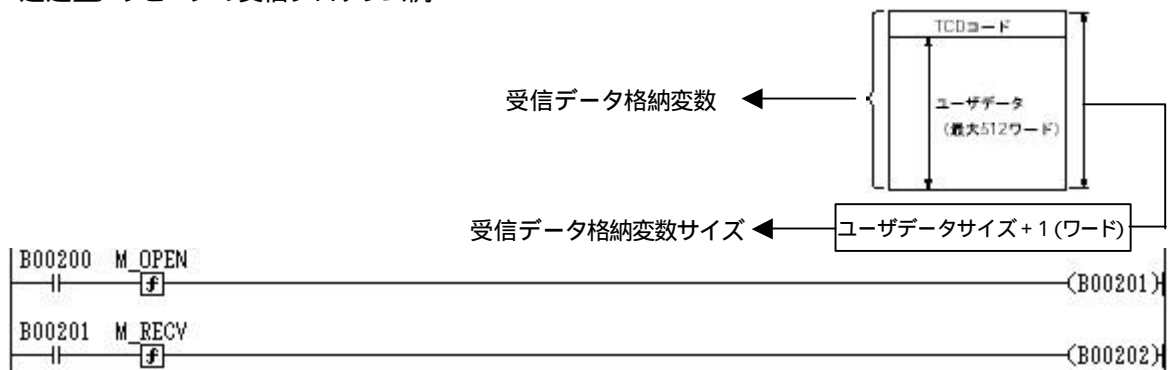 TCDコード
受信データ格納変数
ユーザデータ
(最大512ワード)
受信データ格納変数サイズ
ユーザデータサイズ+1(ワード)
B00200 M_OPEN
f
(B00201)
B00201 M_RECV
f
(B00202)